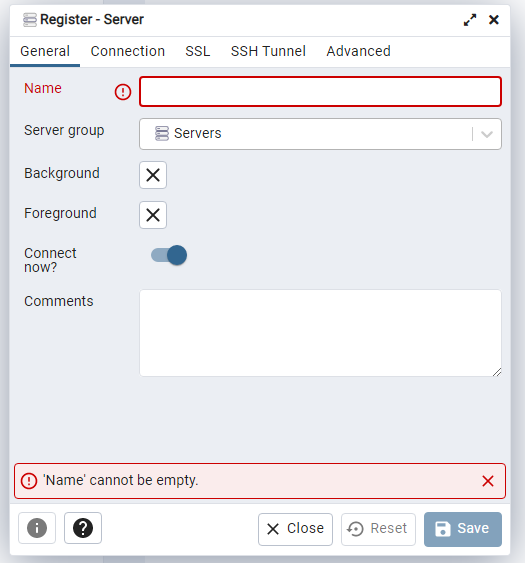 Register - Server
General Connection SSL SSH Tunnel Advanced
Name
Server group Servers
Background
Foreground
Connect
now?
Comments
'Name' cannot be empty.
Close Reset Save